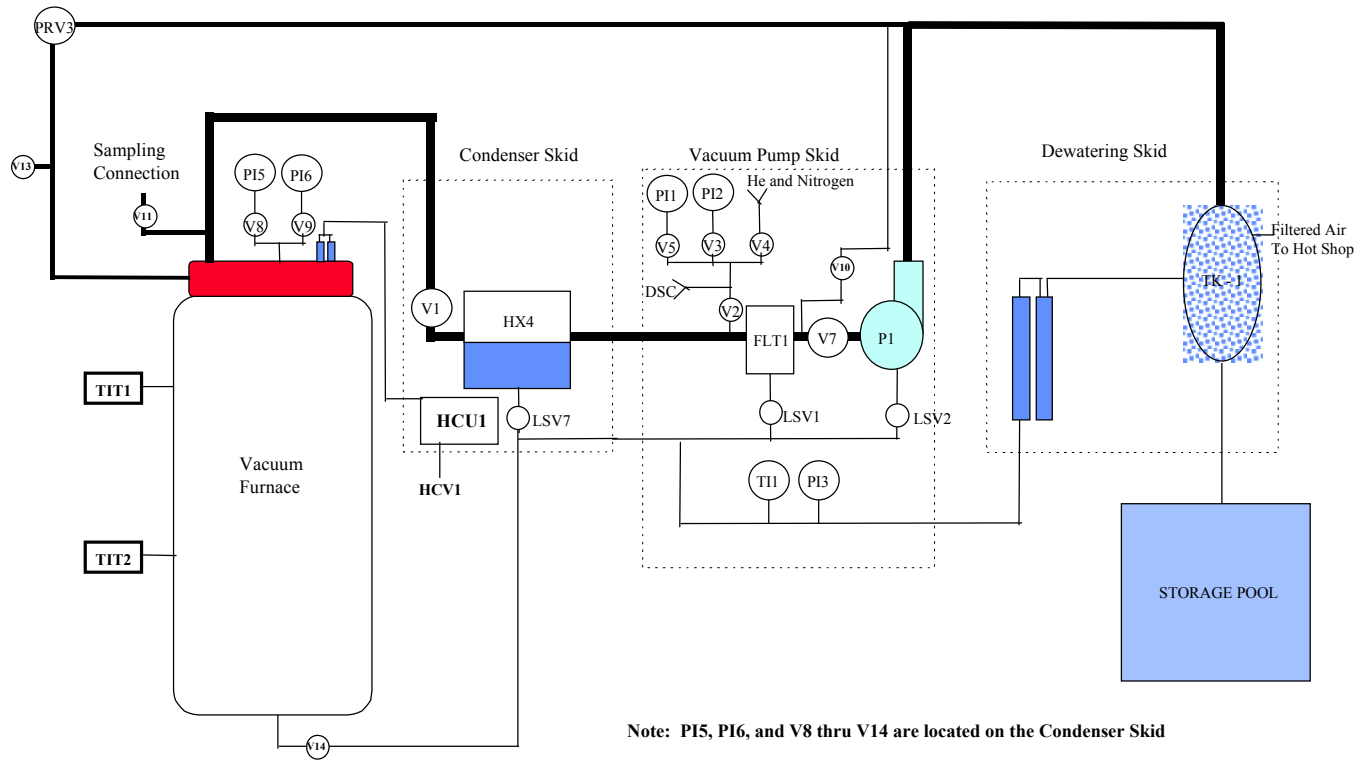 PRV3
V13
Sampling
Connection
V11
PI5
PI6
V8
V9
Condenser Skid
V1
HX4
HCU1
LSV7
HCV1
Vacuum Pump Skid
PI1
PI2
He and Nitrogen
V5
V3
V4
DSC
V2
V10
FLT1
V7
P1
LSV1
LSV2
TI1
PI3
Dewatering Skid
Filtered Air
To Hot Shop
TK - 1
TIT1
Vacuum
Furnace
TIT2
STORAGE POOL
V14
Note: PI5, PI6, and V8 thru V14 are located on the Condenser Skid